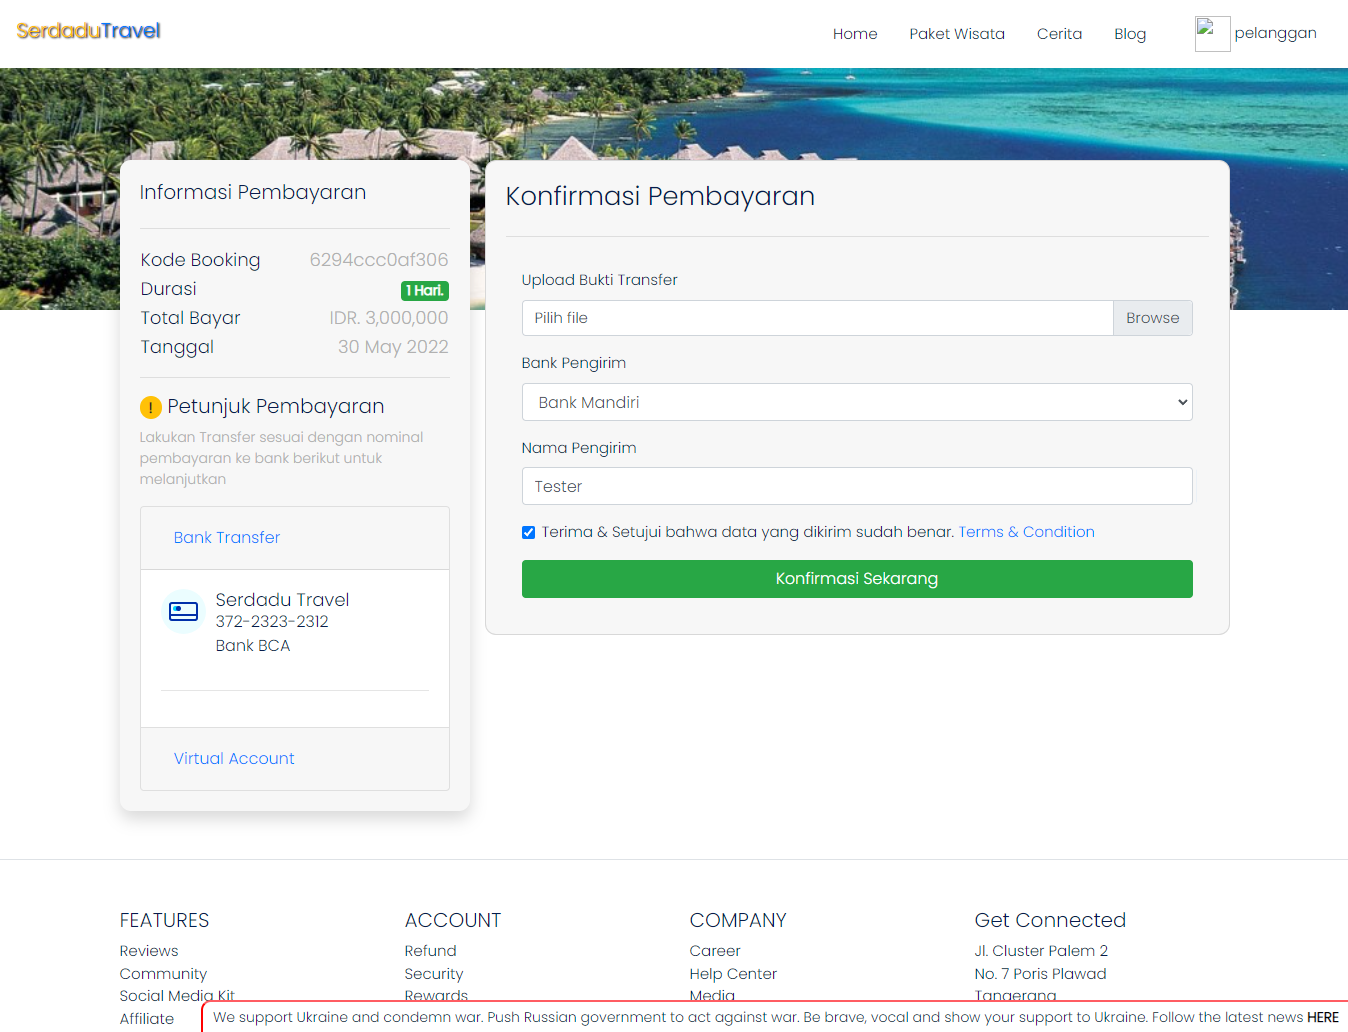 SerdaduTravel
Home
Paket Wisata
Cerita
Blog
pelanggan
Informasi Pembayaran
Kode Booking 6294ccc0af306
Durasi 1 Hari.
Total Bayar IDR. 3,000,000
Tanggal 30 May 2022
! Petunjuk Pembayaran
Lakukan Transfer sesuai dengan nominal
pembayaran ke bank berikut untuk
melanjutkan
Bank Transfer
Serdadu Travel
372-2323-2312
Bank BCA
Virtual Account
Konfirmasi Pembayaran
Upload Bukti Transfer
Pilih file Browse
Bank Pengirim
Bank Mandiri
Nama Pengirim
Tester
Terima & Setujui bahwa data yang dikirim sudah benar. Terms & Condition
Konfirmasi Sekarang
FEATURES
Reviews
Community
Social Media Kit
Affiliate
ACCOUNT
Refund
Security
Rewards
COMPANY
Career
Help Center
Media
Get Connected
Jl. Cluster Palem 2
No. 7 Poris Plawad
Tangerang
We support Ukraine and condemn war. Push Russian government to act against war. Be brave, vocal and show your support to Ukraine. Follow the latest news HERE